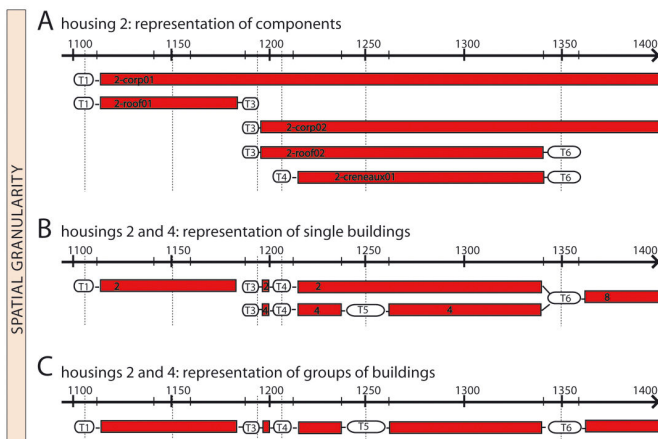 SPATIAL GRANULARITY
A housing 2: representation of components
1100 1150 1200 1250 1300 1350 1400
T1 2-corp01
T1 2-roof01 T3
T3 2-corp02
T3 2-roof02 T6
T4 2-creneaux01 T6
B housings 2 and 4: representation of single buildings
1100 1150 1200 1250 1300 1350 1400
T1 2 T3 2 T4 2 T6 8
T3 4 T4 4 T5 4
C housings 2 and 4: representation of groups of buildings
1100 1150 1200 1250 1300 1350 1400
T1 T3 T4 T5 T6